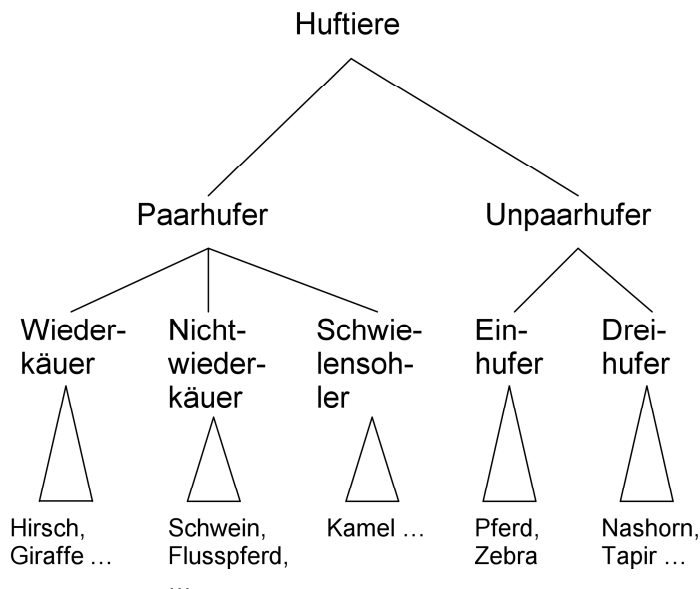 Huftiere
Paarhufer
Unpaarhufer
Wieder-
käuer
Nicht-
wieder-
käuer
Schwie-
lensoh-
ler
Ein-
hufer
Drei-
hufer
Hirsch,
Giraffe ...
Schwein,
Flusspferd,
...
Kamel ...
Pferd,
Zebra
Nashorn,
Tapir ...